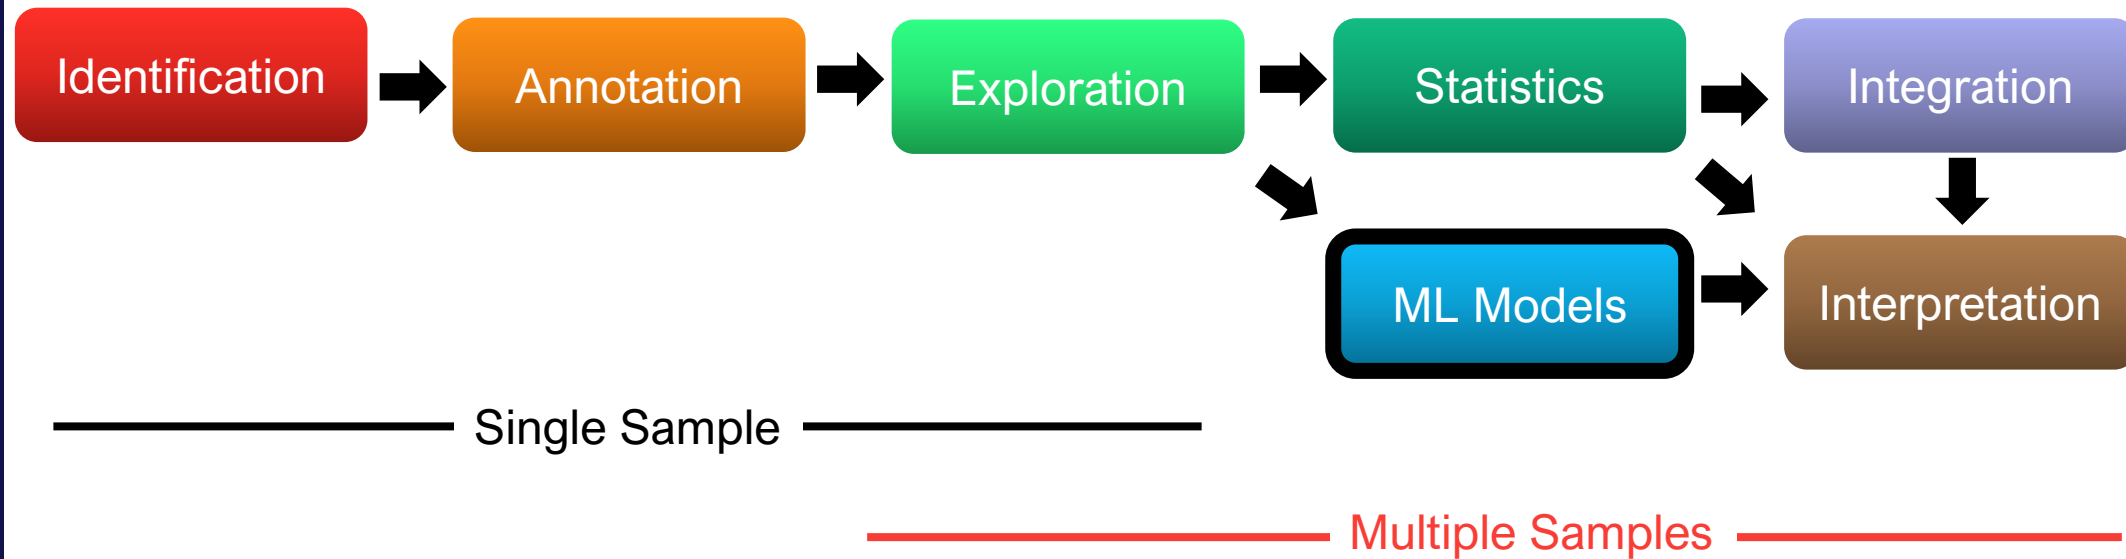 Identification
Annotation
Exploration
Statistics
Integration
ML Models
Interpretation
Single Sample
Multiple Samples